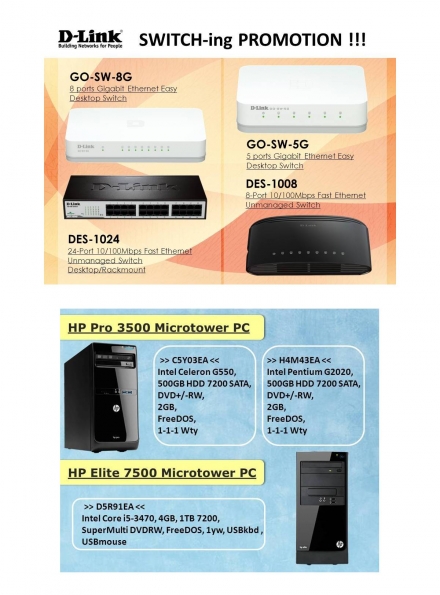 D-Link
Building Networks for People
SWITCH-ing PROMOTION !!!
GO-SW-8G
8 ports Gigabit Ethernet Easy
Desktop Switch
D-Link
D-Link
GO-SW-5G
5 ports Gigabit Ethernet Easy
Desktop Switch
D-Link
DES-1008
8-Port 10/100Mbps Fast Ethernet
Unmanaged Switch
DES-1024
24-Port 10/100Mbps Fast Ethernet
Unmanaged Switch
Desktop/Rackmount
HP Pro 3500 Microtower PC
>> C5Y03EA <<
Intel Celeron G550,
500GB HDD 7200 SATA,
DVD+/-RW,
2GB,
FreeDOS,
1-1-1 Wty
>> H4M43EA <<
Intel Pentium G2020,
500GB HDD 7200 SATA,
DVD+/-RW,
2GB,
FreeDOS,
1-1-1 Wty
HP Elite 7500 Microtower PC
>> D5R91EA <<
Intel Core i5-3470, 4GB, 1TB 7200,
SuperMulti DVDRW, FreeDOS, 1yw, USBkbd ,
USBmouse